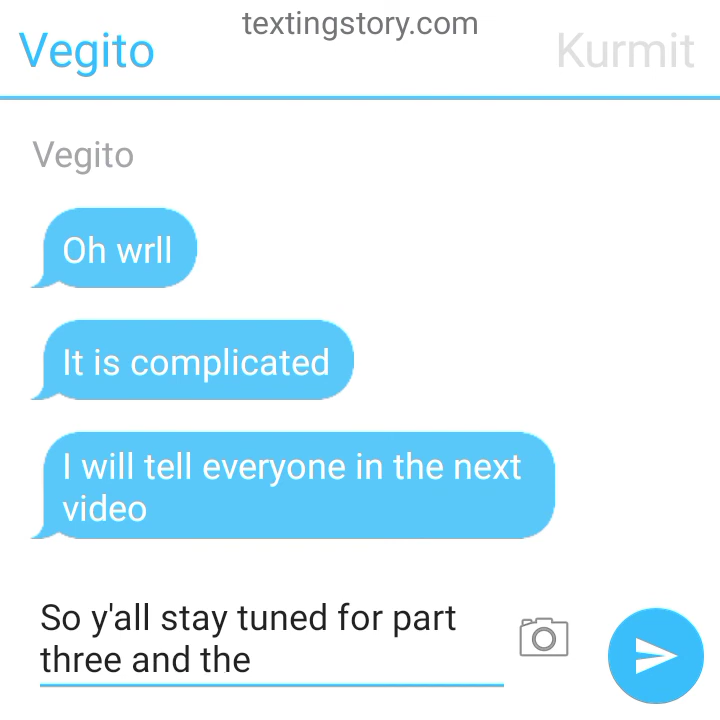 textingstory.com
Vegito
Kurmit
Vegito
Oh wrll
It is complicated
I will tell everyone in the next
video
So y'all stay tuned for part
three and the